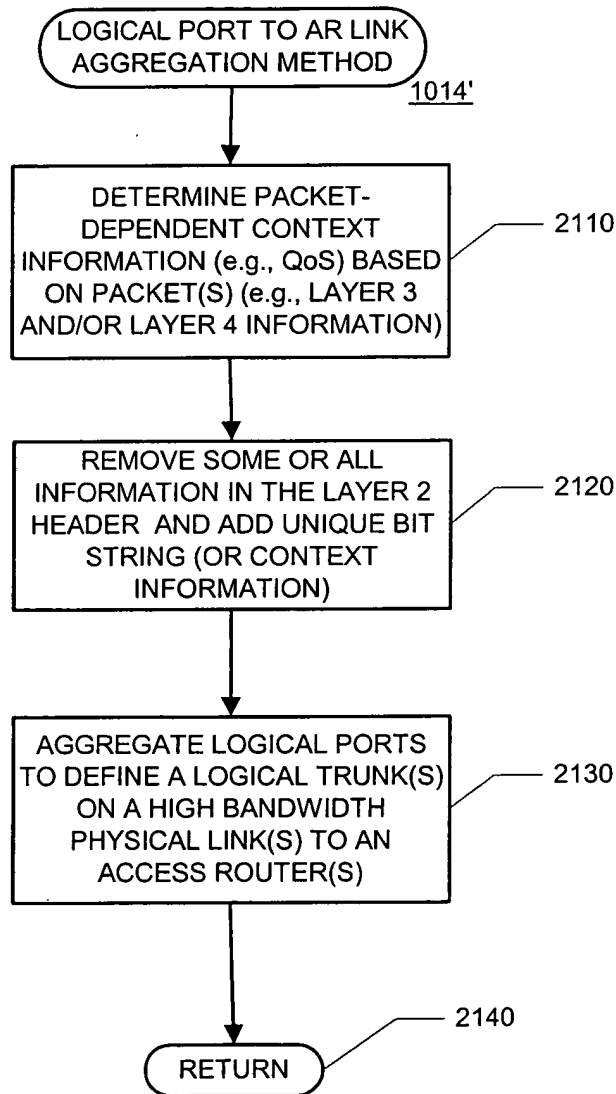 LOGICAL PORT TO AR LINK
AGGREGATION METHOD
1014'
DETERMINE PACKET-
DEPENDENT CONTEXT
INFORMATION (e.g., QoS) BASED
ON PACKET(S) (e.g., LAYER 3
AND/OR LAYER 4 INFORMATION)
2110
REMOVE SOME OR ALL
INFORMATION IN THE LAYER 2
HEADER AND ADD UNIQUE BIT
STRING (OR CONTEXT
INFORMATION)
2120
AGGREGATE LOGICAL PORTS
TO DEFINE A LOGICAL TRUNK(S)
ON A HIGH BANDWIDTH
PHYSICAL LINK(S) TO AN
ACCESS ROUTER(S)
2130
RETURN
2140